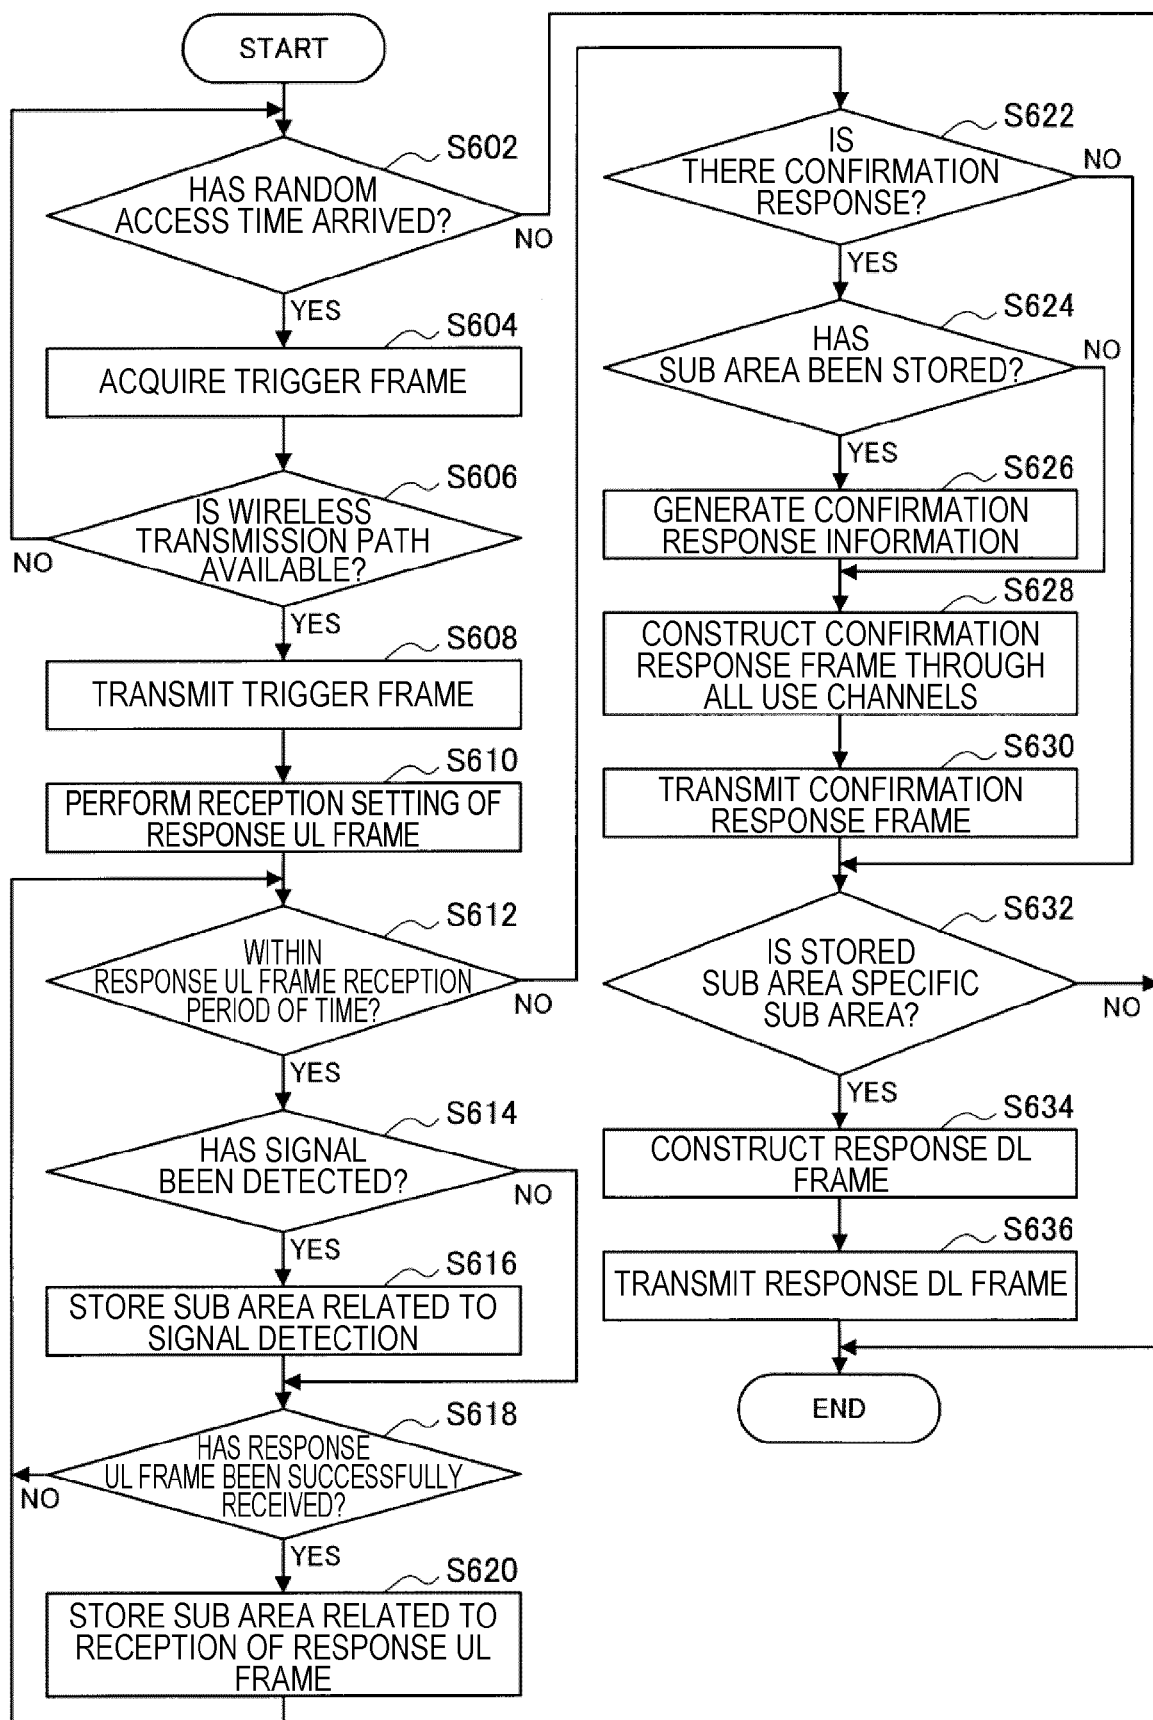 START
S602
HAS RANDOM
ACCESS TIME ARRIVED?
NO
YES
S604
ACQUIRE TRIGGER FRAME
S606
IS WIRELESS
TRANSMISSION PATH
AVAILABLE?
NO
YES
S608
TRANSMIT TRIGGER FRAME
S610
PERFORM RECEPTION SETTING OF
RESPONSE UL FRAME
S612
WITHIN
RESPONSE UL FRAME RECEPTION
PERIOD OF TIME?
NO
YES
S614
HAS SIGNAL
BEEN DETECTED?
NO
YES
S616
STORE SUB AREA RELATED TO
SIGNAL DETECTION
S618
HAS RESPONSE
UL FRAME BEEN SUCCESSFULLY
RECEIVED?
NO
YES
S620
STORE SUB AREA RELATED TO
RECEPTION OF RESPONSE UL
FRAME
S622
IS
THERE CONFIRMATION
RESPONSE?
NO
YES
S624
HAS
SUB AREA BEEN STORED?
NO
YES
S626
GENERATE CONFIRMATION
RESPONSE INFORMATION
S628
CONSTRUCT CONFIRMATION
RESPONSE FRAME THROUGH
ALL USE CHANNELS
S630
TRANSMIT CONFIRMATION
RESPONSE FRAME
S632
IS STORED
SUB AREA SPECIFIC
SUB AREA?
NO
YES
S634
CONSTRUCT RESPONSE DL
FRAME
S636
TRANSMIT RESPONSE DL FRAME
END